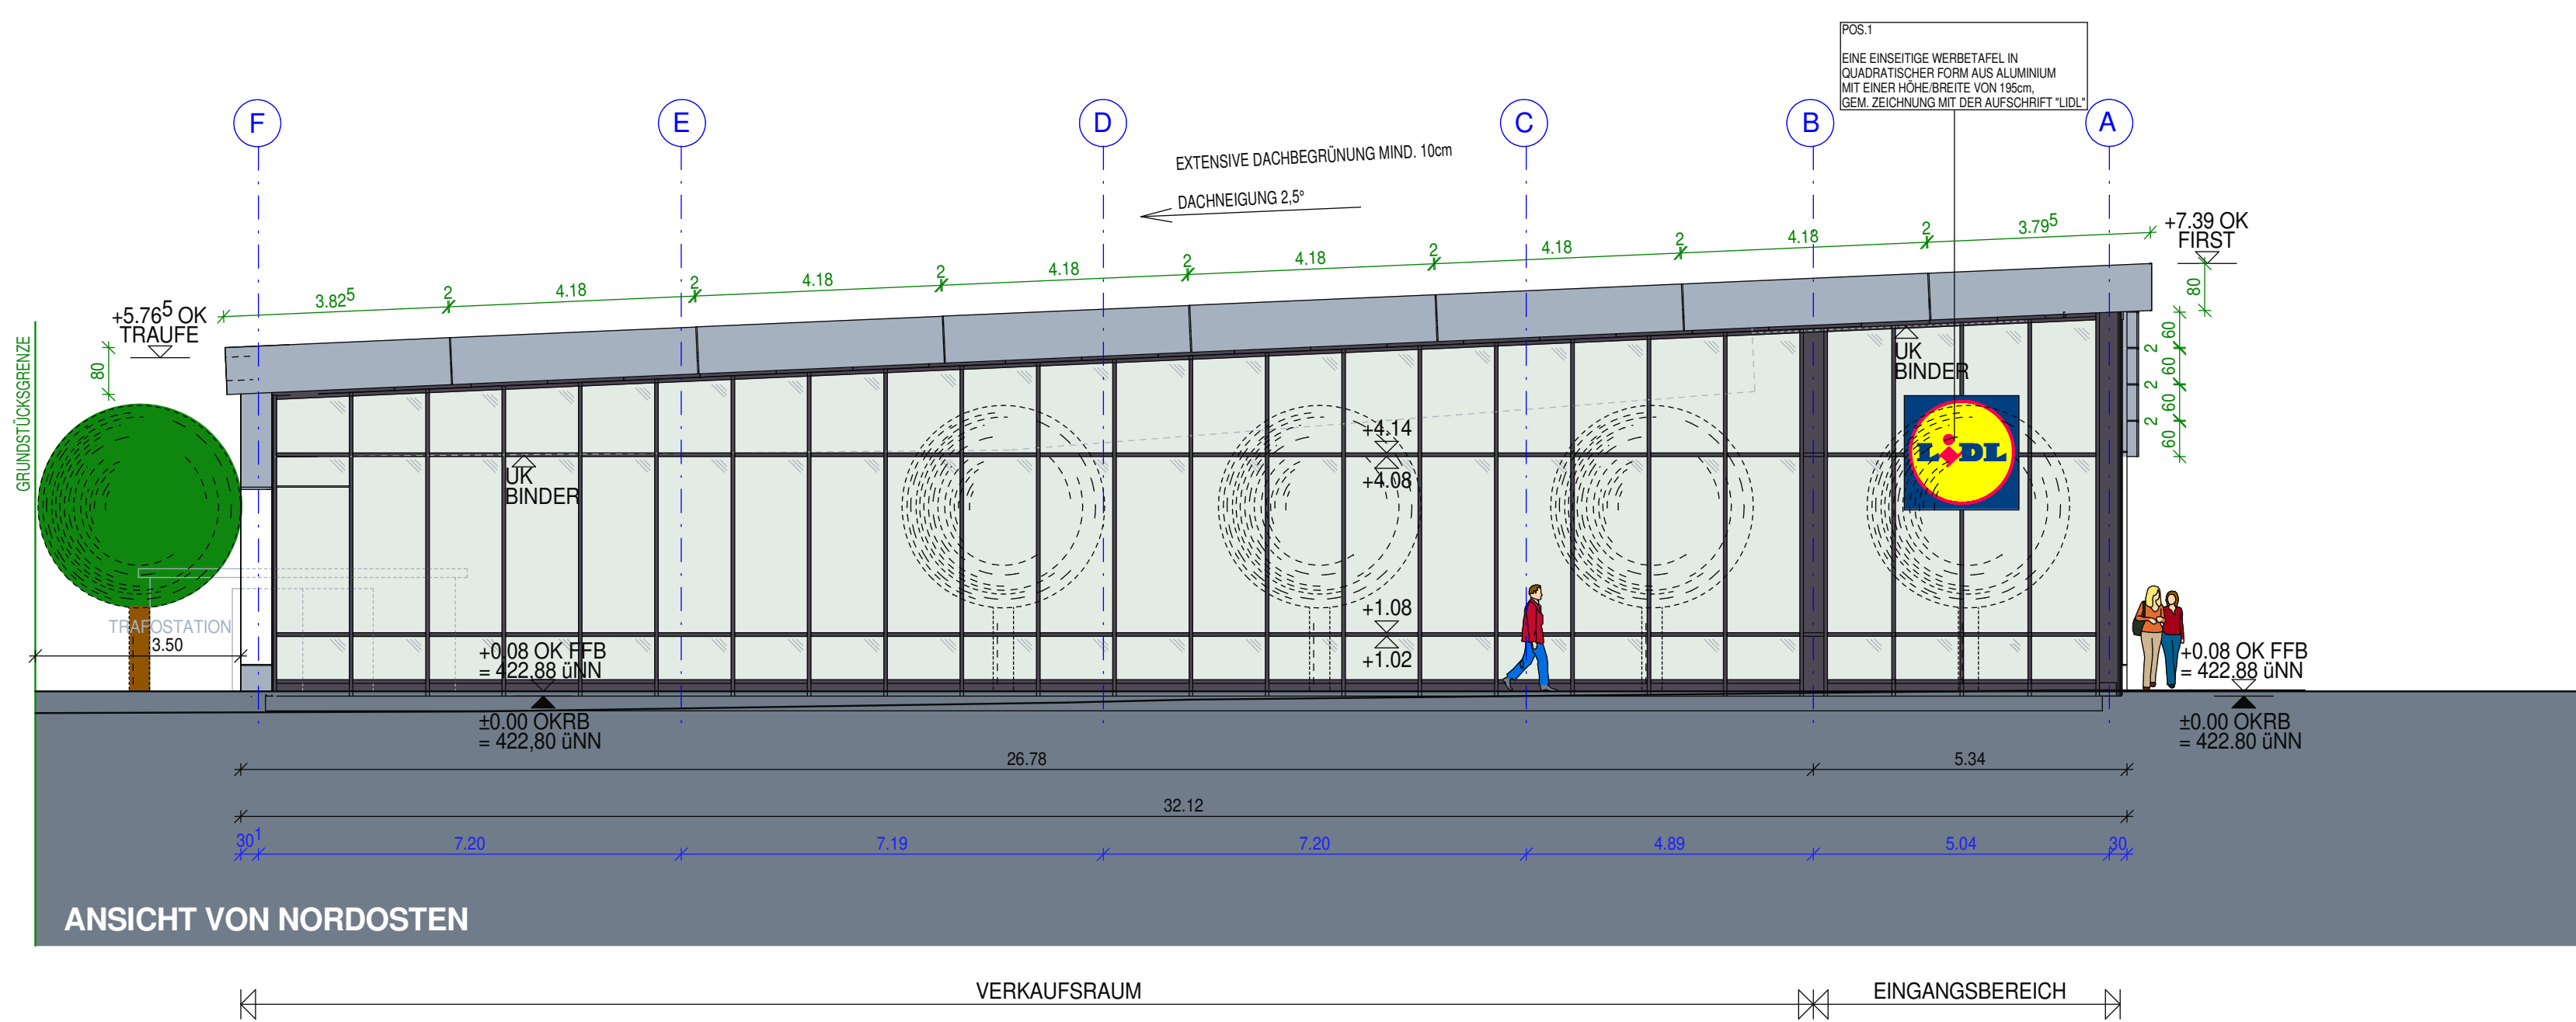 POS.1
EINE EINSEITIGE WERBETAFEL IN
QUADRATISCHER FORM AUS ALUMINIUM
MIT EINER HÖHE/BREITE VON 195cm,
GEM. ZEICHNUNG MIT DER AUFSCHRIFT "LIDL"
F
E
D
C
B
A
EXTENSIVE DACHBEGRÜNUNG MIND. 10cm
DACHNEIGUNG 2,5°
+7.39 OK
FIRST
3.82⁵
2
4.18
2
4.18
2
4.18
2
4.18
2
4.18
2
4.18
2
3.79⁵
+5.76⁵ OK
TRAUFE
80
80
60
2
60
2
60
2
60
GRUNDSTÜCKSGRENZE
UK
BINDER
UK
BINDER
LIDL
+4.14
+4.08
+1.08
+1.02
TRAFOSTATION
3.50
+0.08 OK FFB
= 422,88 üNN
±0.00 OKRB
= 422,80 üNN
+0.08 OK FFB
= 422.88 üNN
±0.00 OKRB
= 422.80 üNN
26.78
5.34
32.12
30¹
7.20
7.19
7.20
4.89
5.04
30
ANSICHT VON NORDOSTEN
VERKAUFSRAUM
EINGANGSBEREICH